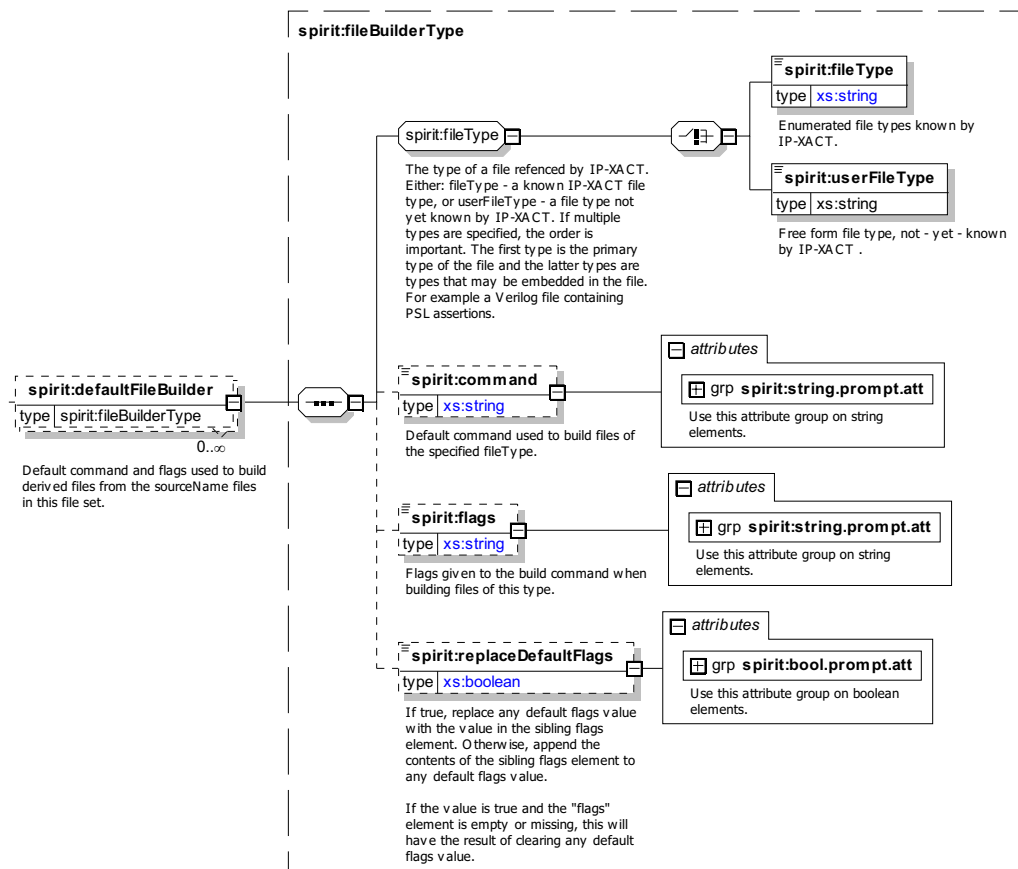 spirit:fileBuilderType
spirit:fileType
type xs:string
Enumerated file types known by
IP-XACT.
spirit:fileType
The type of a file refenced by IP-XACT.
Either: fileType - a known IP-XACT file
type, or userFileType - a file type not
yet known by IP-XACT. If multiple
types are specified, the order is
important. The first type is the primary
type of the file and the latter types are
types that may be embedded in the file.
For example a Verilog file containing
PSL assertions.
spirit:userFileType
type xs:string
Free form file type, not - yet - known
by IP-XACT .
spirit:defaultFileBuilder
type spirit:fileBuilderType
0..∞
Default command and flags used to build
derived files from the sourceName files
in this file set.
spirit:command
type xs:string
Default command used to build files of
the specified fileType.
attributes
grp spirit:string.prompt.att
Use this attribute group on string
elements.
spirit:flags
type xs:string
Flags given to the build command when
building files of this type.
attributes
grp spirit:string.prompt.att
Use this attribute group on string
elements.
spirit:replaceDefaultFlags
type xs:boolean
If true, replace any default flags value
with the value in the sibling flags
element. Otherwise, append the
contents of the sibling flags element to
any default flags value.
If the value is true and the "flags"
element is empty or missing, this will
have the result of clearing any default
flags value.
attributes
grp spirit:bool.prompt.att
Use this attribute group on boolean
elements.